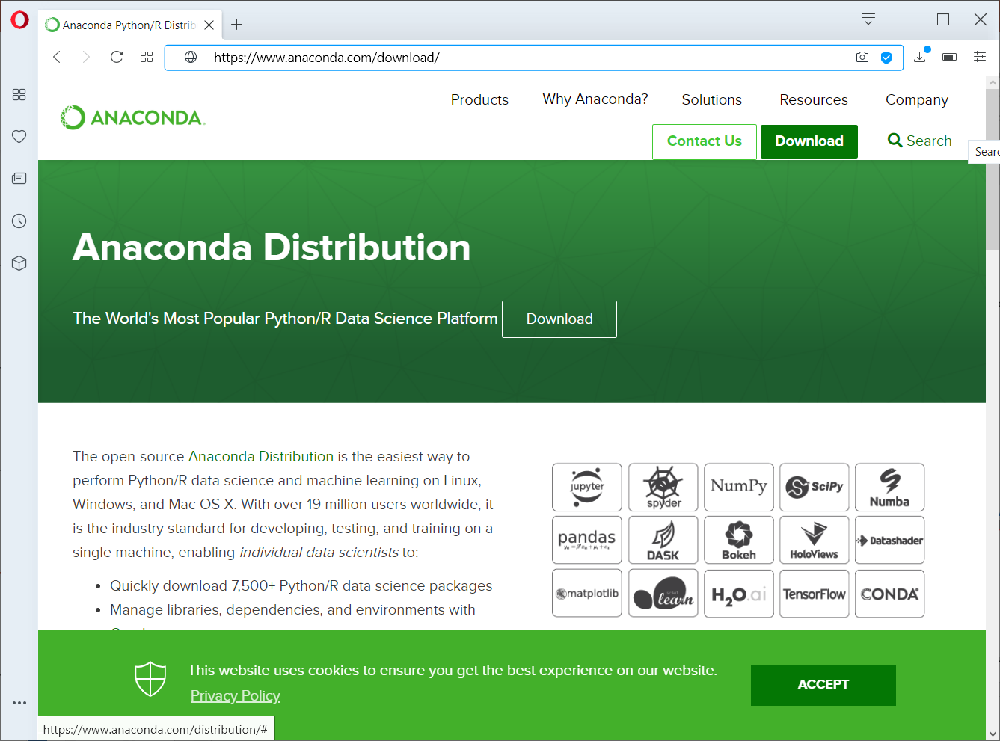 Anaconda Python/R Distrib
https://www.anaconda.com/download/
Products
Why Anaconda?
Solutions
Resources
Company
ANACONDA.
Contact Us
Download
Search
Searc
Anaconda Distribution
The World's Most Popular Python/R Data Science Platform
Download
The open-source Anaconda Distribution is the easiest way to
perform Python/R data science and machine learning on Linux,
Windows, and Mac OS X. With over 19 million users worldwide, it
is the industry standard for developing, testing, and training on a
single machine, enabling individual data scientists to:
• Quickly download 7,500+ Python/R data science packages
• Manage libraries, dependencies, and environments with
jupyter
spyder
NumPy
SciPy
Numba
pandas
DASK
Bokeh
HoloViews
Datashader
matplotlib
scikit
learn
H2O.ai
TensorFlow
CONDA
This website uses cookies to ensure you get the best experience on our website.
Privacy Policy
ACCEPT
https://www.anaconda.com/distribution/#